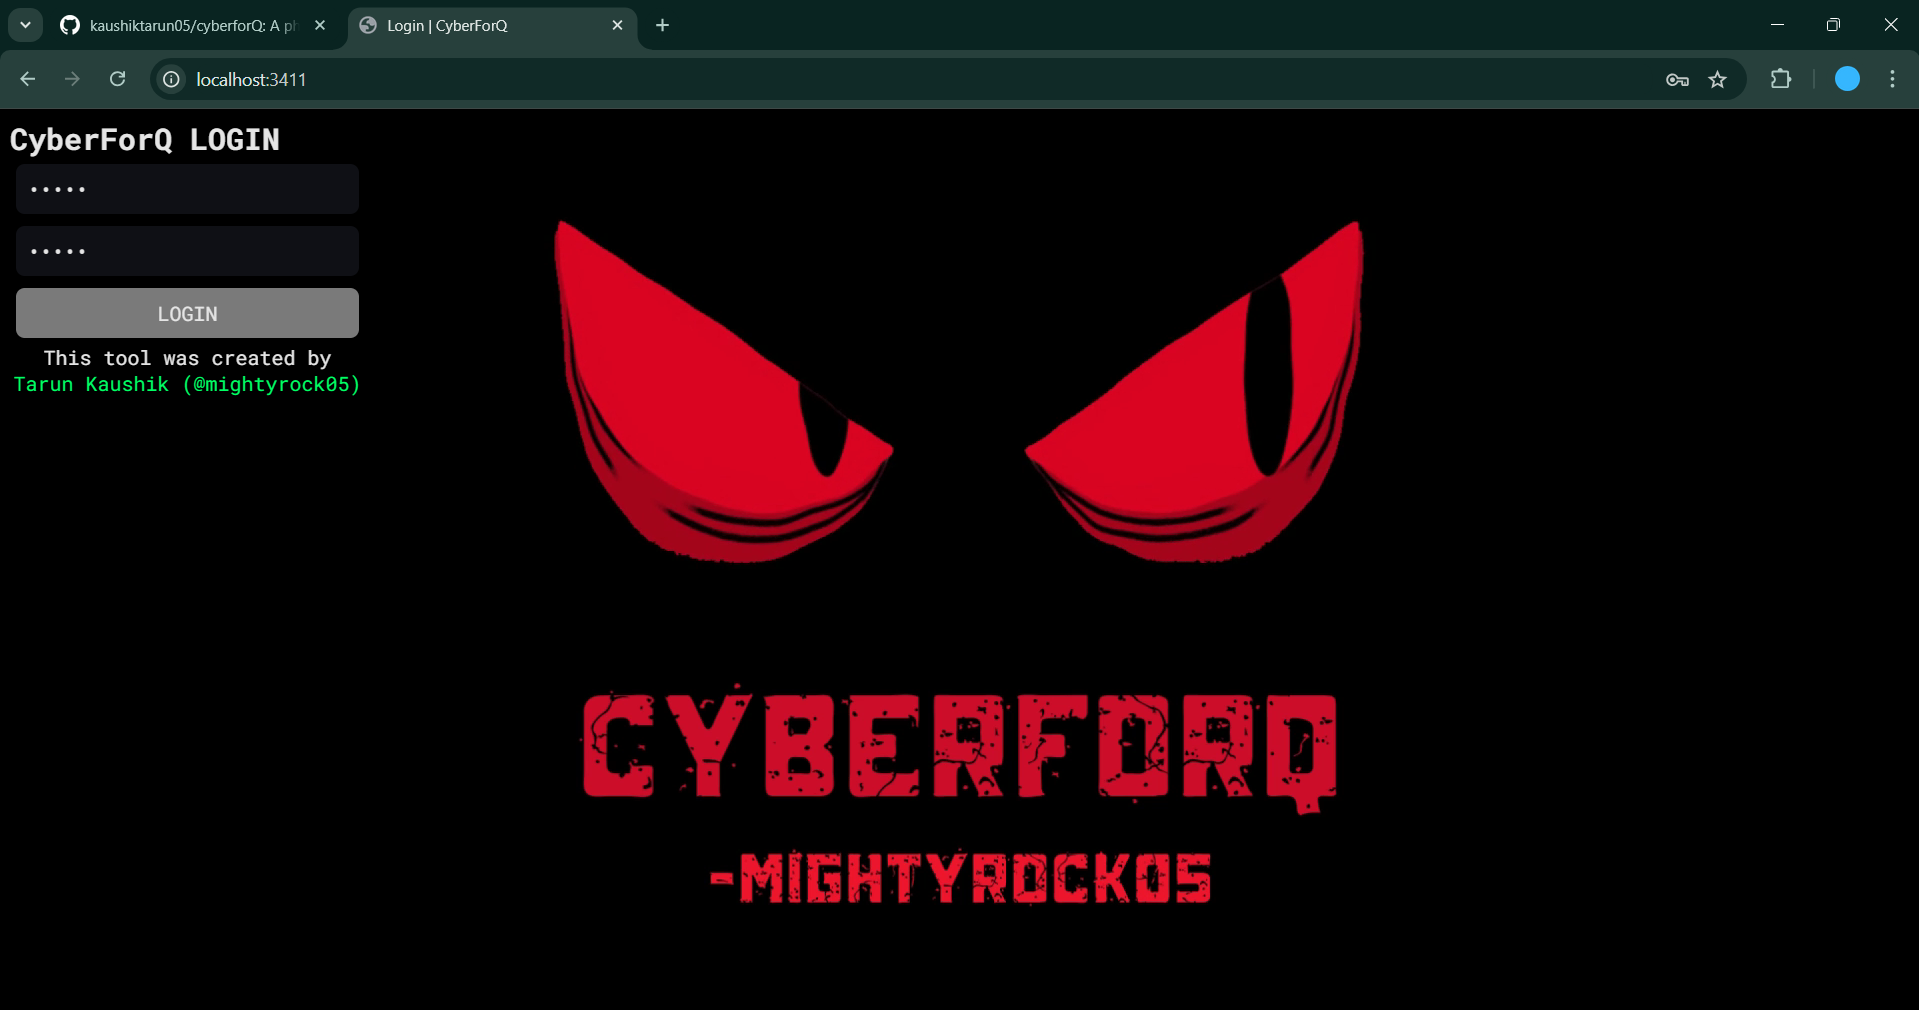 kaushiktarun05/cyberforQ: A ph
Login | CyberForQ
localhost:3411
CyberForQ LOGIN
•••••
•••••
LOGIN
This tool was created by
Tarun Kaushik (@mightyrock05)
CYBERFORQ
-MIGHTYROCK05